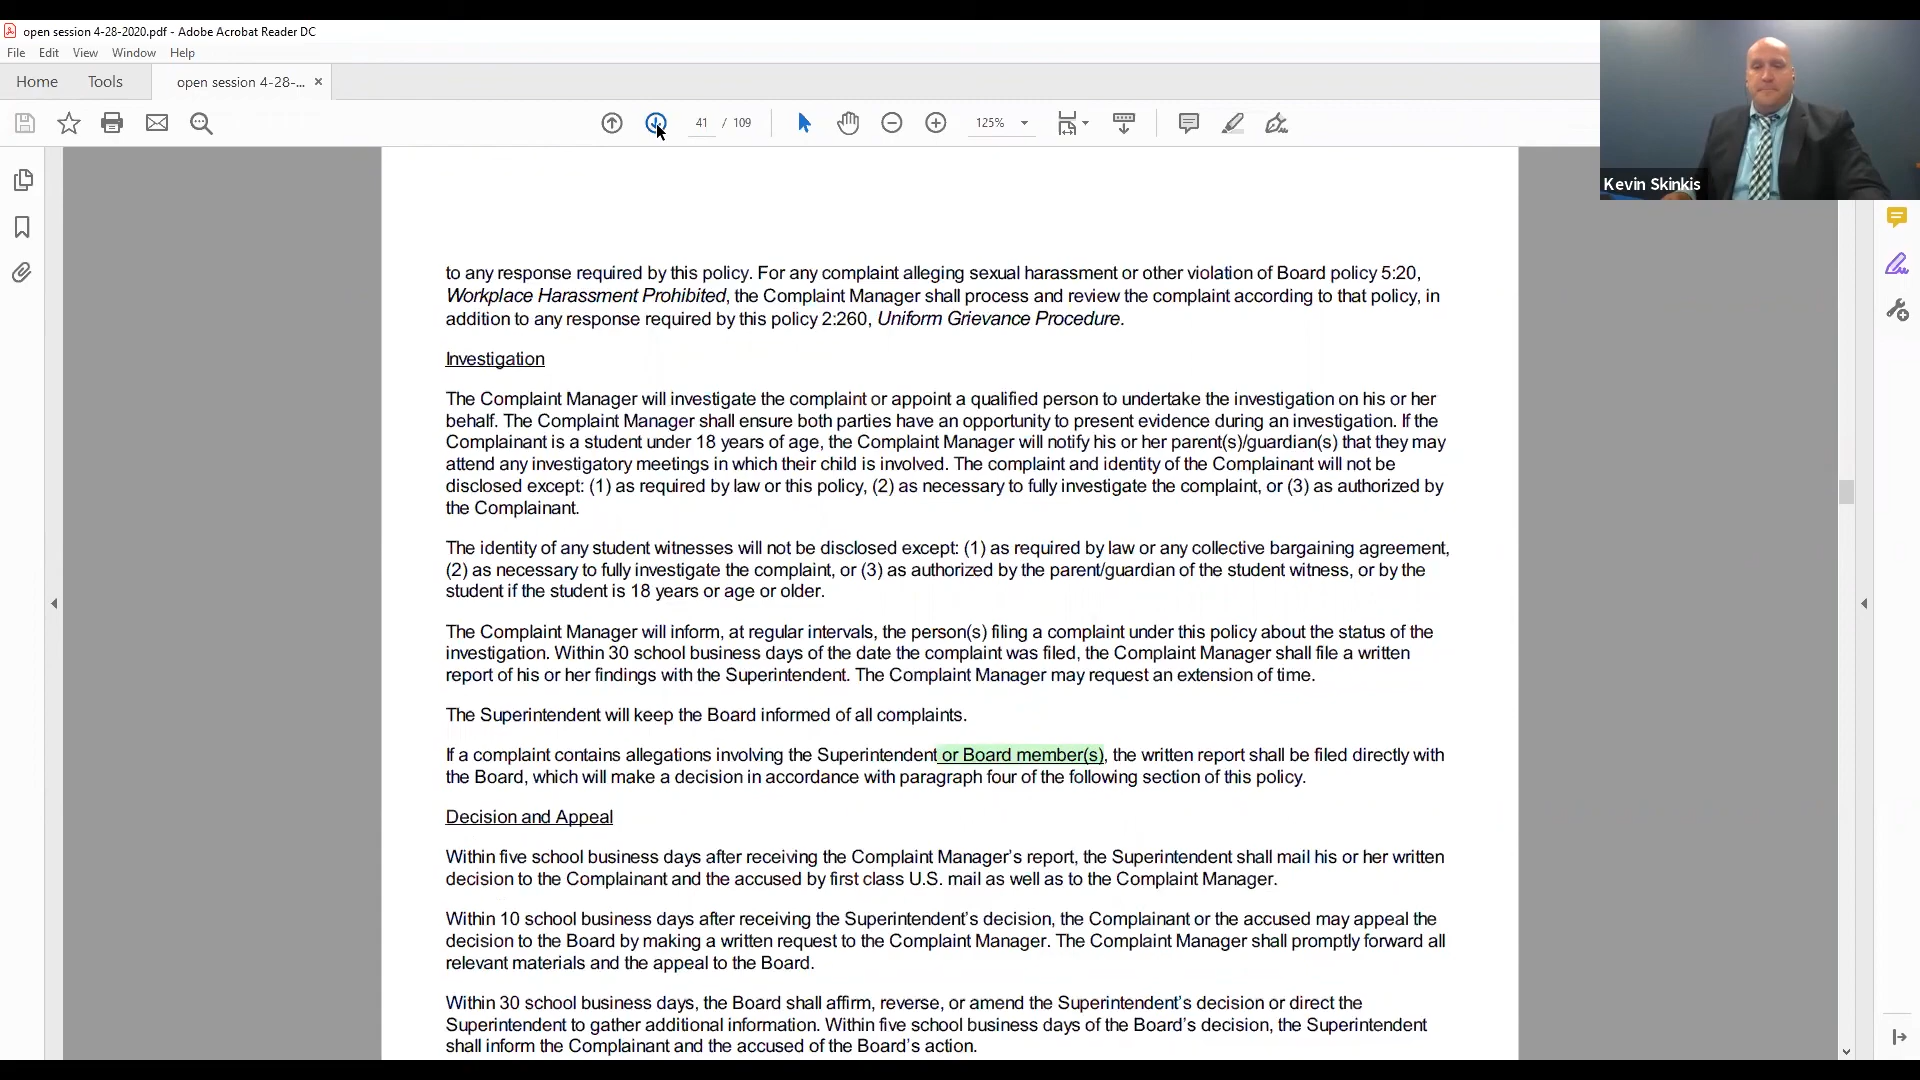 open session 4-28-2020.pdf - Adobe Acrobat Reader DC
File Edit View Window Help
Home Tools open session 4-28-... ×
41 / 109 125%
Kevin Skinkis
to any response required by this policy. For any complaint alleging sexual harassment or other violation of Board policy 5:20,
Workplace Harassment Prohibited, the Complaint Manager shall process and review the complaint according to that policy, in
addition to any response required by this policy 2:260, Uniform Grievance Procedure.
Investigation
The Complaint Manager will investigate the complaint or appoint a qualified person to undertake the investigation on his or her
behalf. The Complaint Manager shall ensure both parties have an opportunity to present evidence during an investigation. If the
Complainant is a student under 18 years of age, the Complaint Manager will notify his or her parent(s)/guardian(s) that they may
attend any investigatory meetings in which their child is involved. The complaint and identity of the Complainant will not be
disclosed except: (1) as required by law or this policy, (2) as necessary to fully investigate the complaint, or (3) as authorized by
the Complainant.
The identity of any student witnesses will not be disclosed except: (1) as required by law or any collective bargaining agreement,
(2) as necessary to fully investigate the complaint, or (3) as authorized by the parent/guardian of the student witness, or by the
student if the student is 18 years or age or older.
The Complaint Manager will inform, at regular intervals, the person(s) filing a complaint under this policy about the status of the
investigation. Within 30 school business days of the date the complaint was filed, the Complaint Manager shall file a written
report of his or her findings with the Superintendent. The Complaint Manager may request an extension of time.
The Superintendent will keep the Board informed of all complaints.
If a complaint contains allegations involving the Superintendent or Board member(s), the written report shall be filed directly with
the Board, which will make a decision in accordance with paragraph four of the following section of this policy.
Decision and Appeal
Within five school business days after receiving the Complaint Manager's report, the Superintendent shall mail his or her written
decision to the Complainant and the accused by first class U.S. mail as well as to the Complaint Manager.
Within 10 school business days after receiving the Superintendent's decision, the Complainant or the accused may appeal the
decision to the Board by making a written request to the Complaint Manager. The Complaint Manager shall promptly forward all
relevant materials and the appeal to the Board.
Within 30 school business days, the Board shall affirm, reverse, or amend the Superintendent's decision or direct the
Superintendent to gather additional information. Within five school business days of the Board's decision, the Superintendent
shall inform the Complainant and the accused of the Board's action.